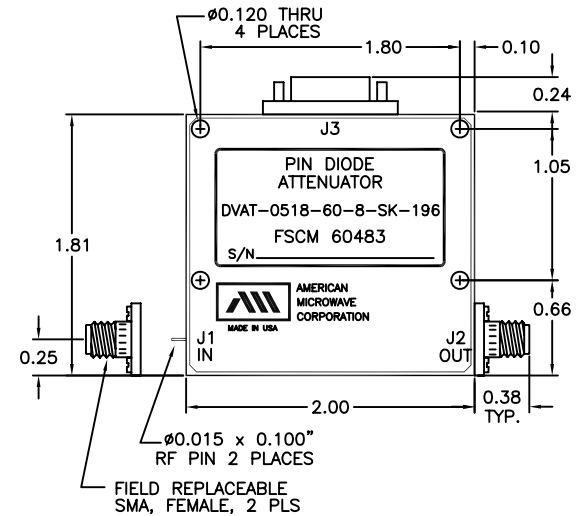 ø0.120 THRU
4 PLACES
1.80
0.10
0.24
J3
PIN DIODE
ATTENUATOR
DVAT-0518-60-8-SK-196
FSCM 60483
S/N
1.05
1.81
AMERICAN
MICROWAVE
CORPORATION
MADE IN USA
0.66
J1
IN
J2
OUT
0.25
0.38
TYP.
2.00
ø0.015 x 0.100"
RF PIN 2 PLACES
FIELD REPLACEABLE
SMA, FEMALE, 2 PLS